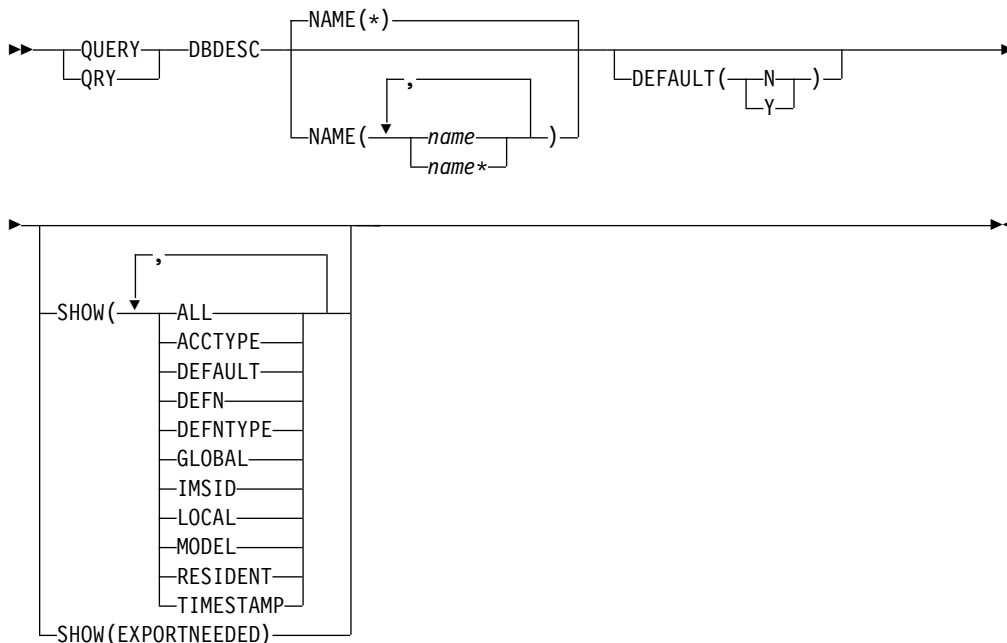 NAME(*)
QUERY DBDESC
QRY DEFAULT( N )
, Y
NAME( name )
name*
,
SHOW( ALL
ACCTYPE
DEFAULT
DEFN
DEFNTYPE
GLOBAL
IMSID
LOCAL
MODEL
RESIDENT
TIMESTAMP
SHOW(EXPORTNEEDED)